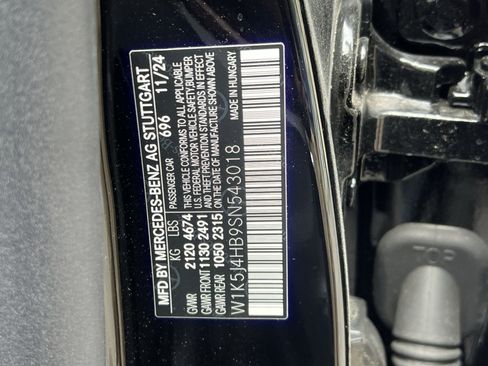 MFD BY MERCEDES-BENZ AG STUTTGART
PASSENGER CAR 696 11/24
THIS VEHICLE CONFORMS TO ALL APPLICABLE
U.S. FEDERAL MOTOR VEHICLE SAFETY,BUMPER
AND THEFT PREVENTION STANDARDS IN EFFECT
ON THE DATE OF MANUFACTURE SHOWN ABOVE
KG LBS
GVWR 2120 4674
GAWR FRONT 1130 2491
GAWR REAR 1050 2315
MADE IN HUNGARY
W1K5J4HB9SN543018
TOP